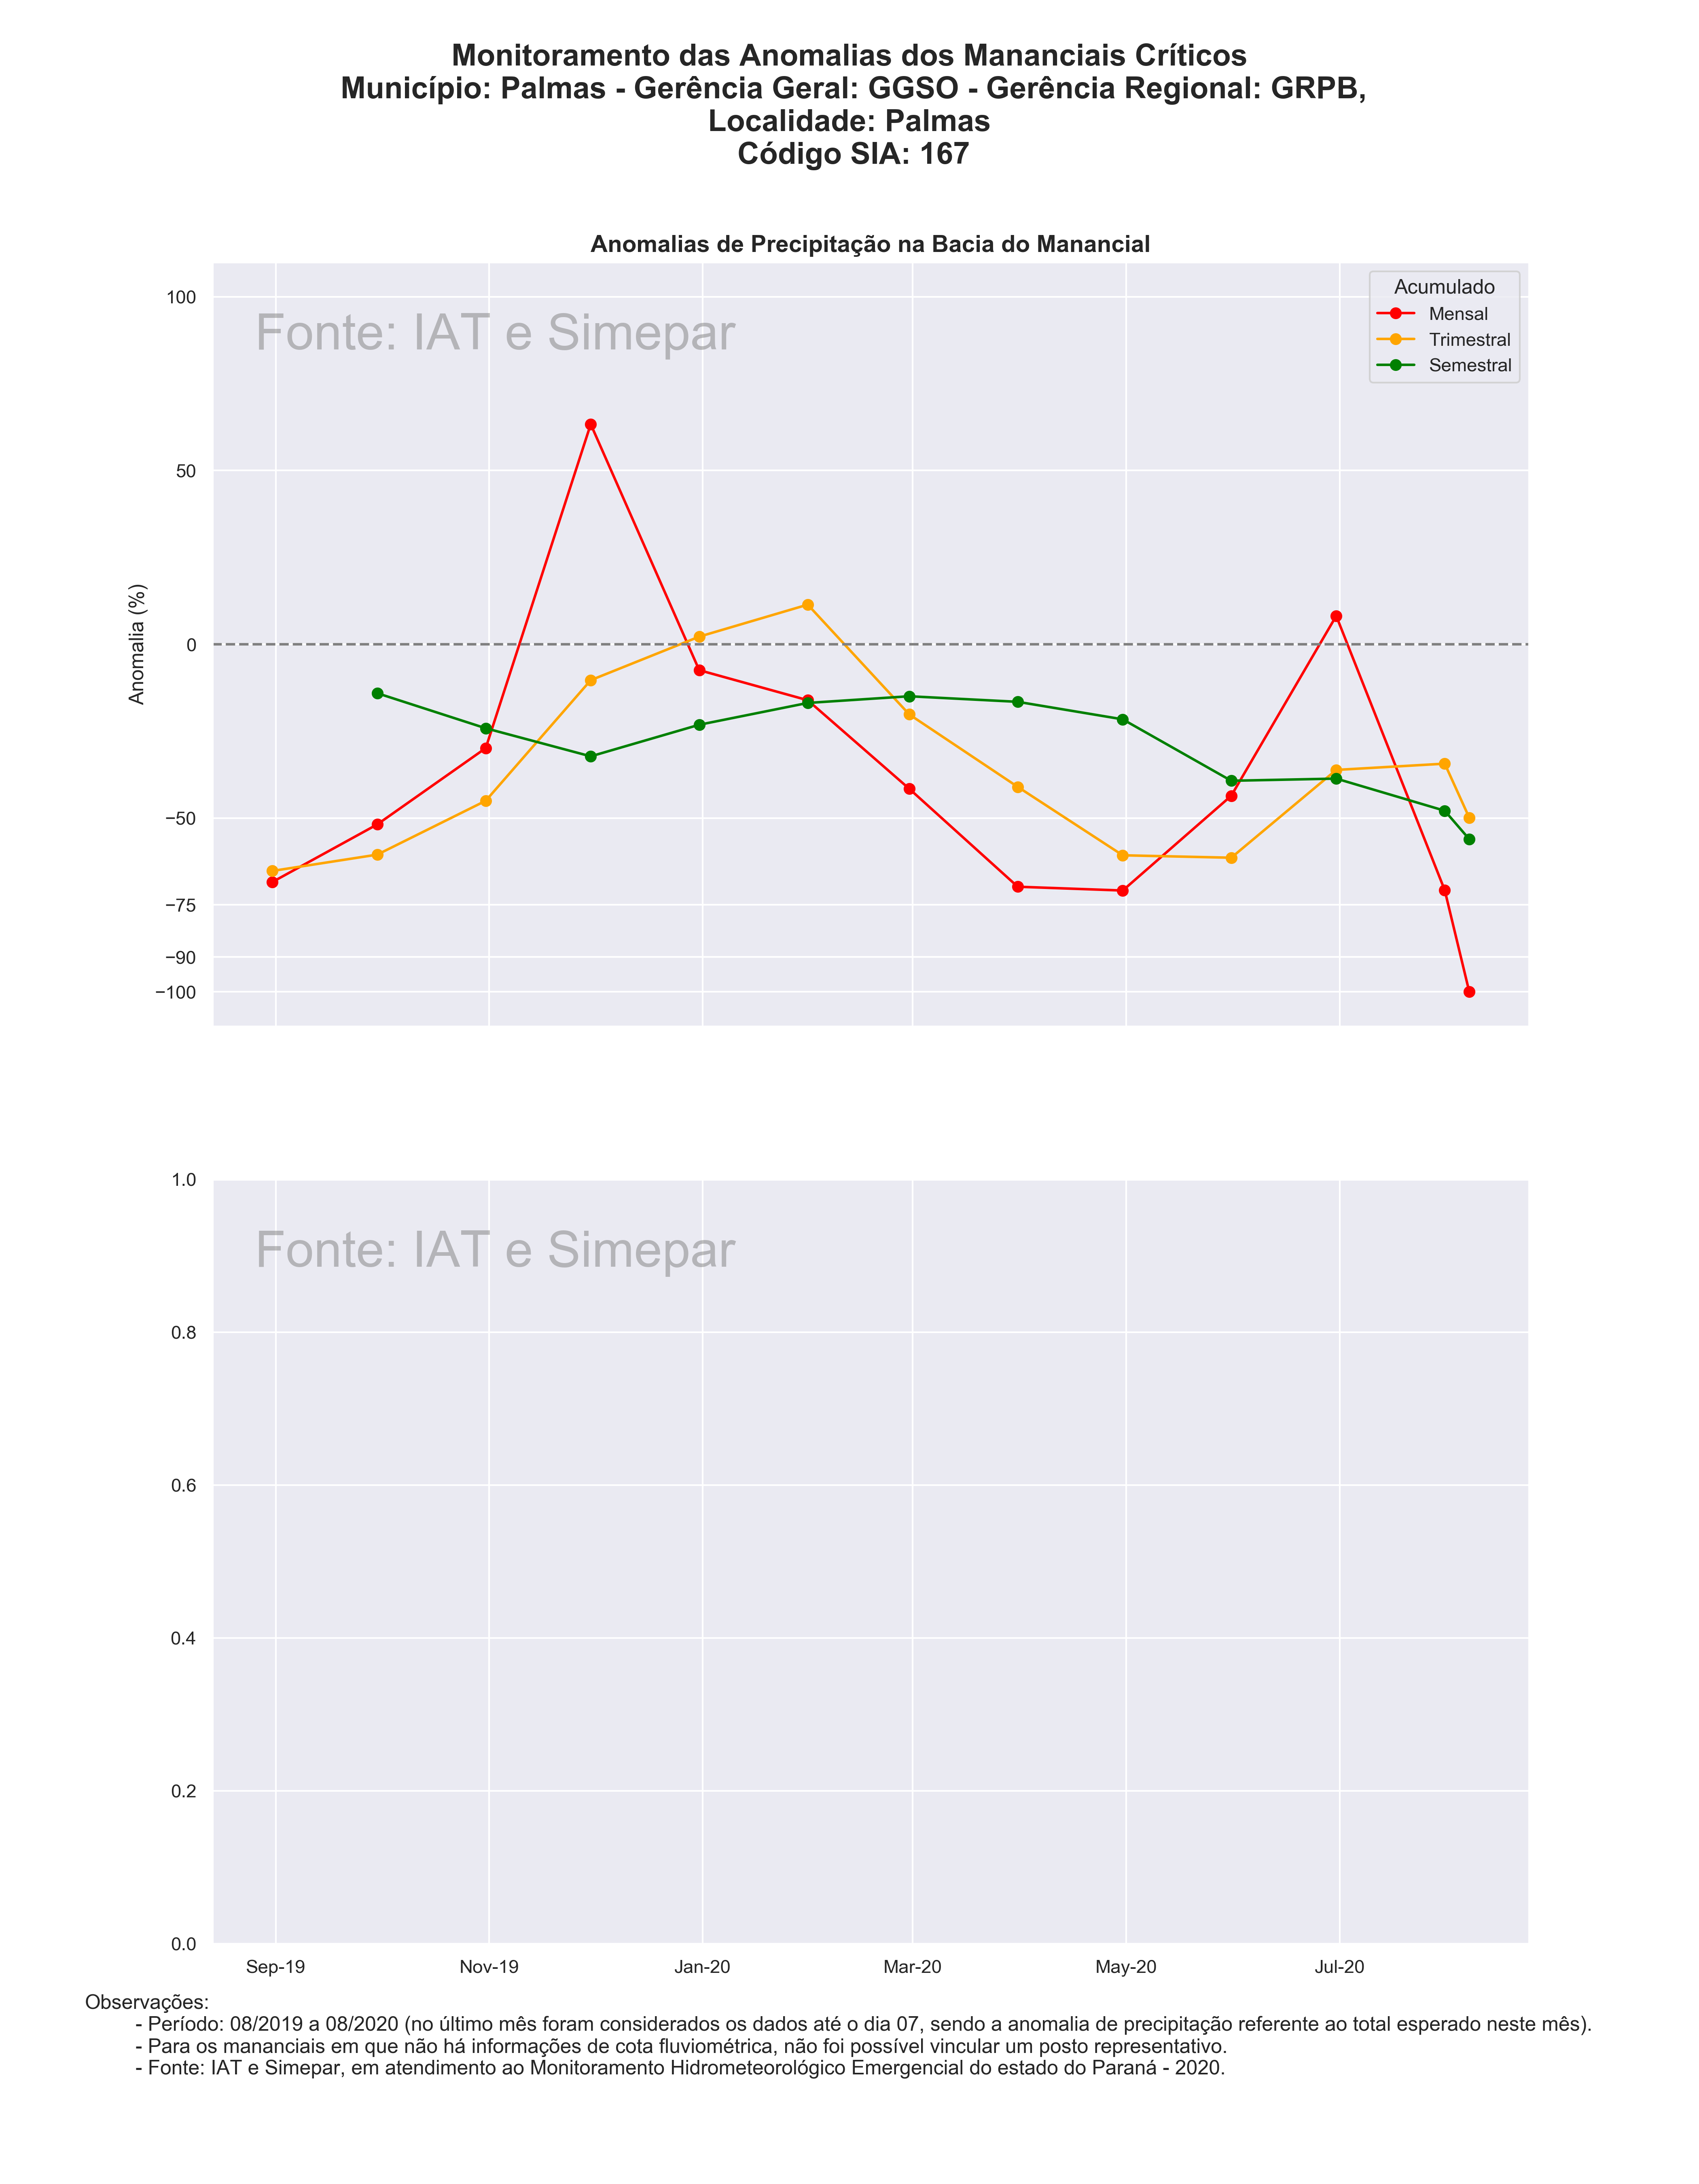 Monitoramento das Anomalias dos Mananciais Críticos
Município: Palmas - Gerência Geral: GGSO - Gerência Regional: GRPB,
Localidade: Palmas
Código SIA: 167
Anomalias de Precipitação na Bacia do Manancial
Fonte: IAT e Simepar
Acumulado
Mensal
Trimestral
Semestral
Anomalia (%)
100
50
0
−50
−75
−90
−100
Fonte: IAT e Simepar
1.0
0.8
0.6
0.4
0.2
0.0
Sep-19 Nov-19 Jan-20 Mar-20 May-20 Jul-20
Observações:
- Período: 08/2019 a 08/2020 (no último mês foram considerados os dados até o dia 07, sendo a anomalia de precipitação referente ao total esperado neste mês).
- Para os mananciais em que não há informações de cota fluviométrica, não foi possível vincular um posto representativo.
- Fonte: IAT e Simepar, em atendimento ao Monitoramento Hidrometeorológico Emergencial do estado do Paraná - 2020.